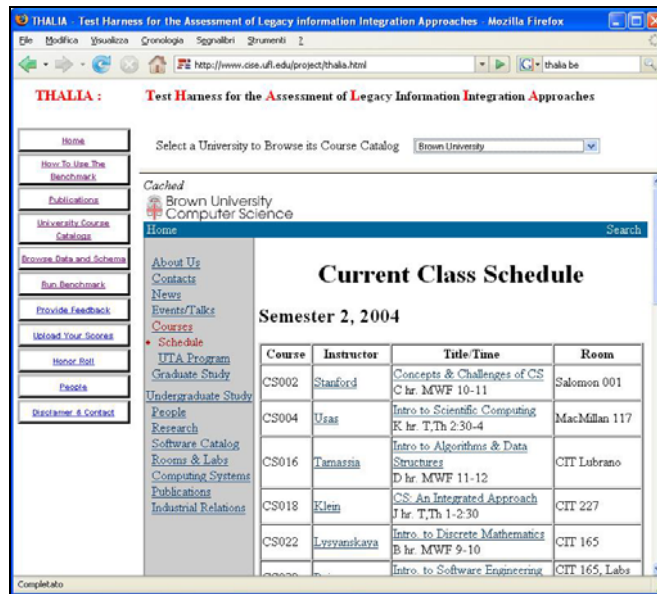 THALIA - Test Harness for the Assessment of Legacy information Integration Approaches - Mozilla Firefox
File Modifica Visualizza Cronologia Segnalibri Strumenti ?
http://www.cise.ufl.edu/project/thalia.html
thalia be
THALIA : Test Harness for the Assessment of Legacy Information Integration Approaches
Select a University to Browse its Course Catalog Brown University
Home
How To Use The
Benchmark
Publications
University Course
Catalogs
Browse Data and Schema
Run Benchmark
Provide Feedback
Upload Your Scores
Honor Roll
People
Disclaimer & Contact
Cached
Brown University
Computer Science
Home Search
About Us
Contacts
News
Events/Talks
Courses
Schedule
UTA Program
Graduate Study
Undergraduate Study
People
Research
Software Catalog
Rooms & Labs
Computing Systems
Publications
Industrial Relations
Current Class Schedule
Semester 2, 2004
Course Instructor Title/Time Room
CS002 Stanford Concepts & Challenges of CS
C hr. MWF 10-11 Salomon 001
CS004 Usas Intro to Scientific Computing
K hr. T,Th 2:30-4 MacMillan 117
CS016 Tamassia Intro to Algorithms & Data
Structures
D hr. MWF 11-12 CIT Lubrano
CS018 Klein CS: An Integrated Approach
J hr. T,Th 1-2:30 CIT 227
CS022 Lysyanskaya Intro. to Discrete Mathematics
B hr. MWF 9-10 CIT 165
Intro. to Software Engineering CIT 165, Labs
Completato